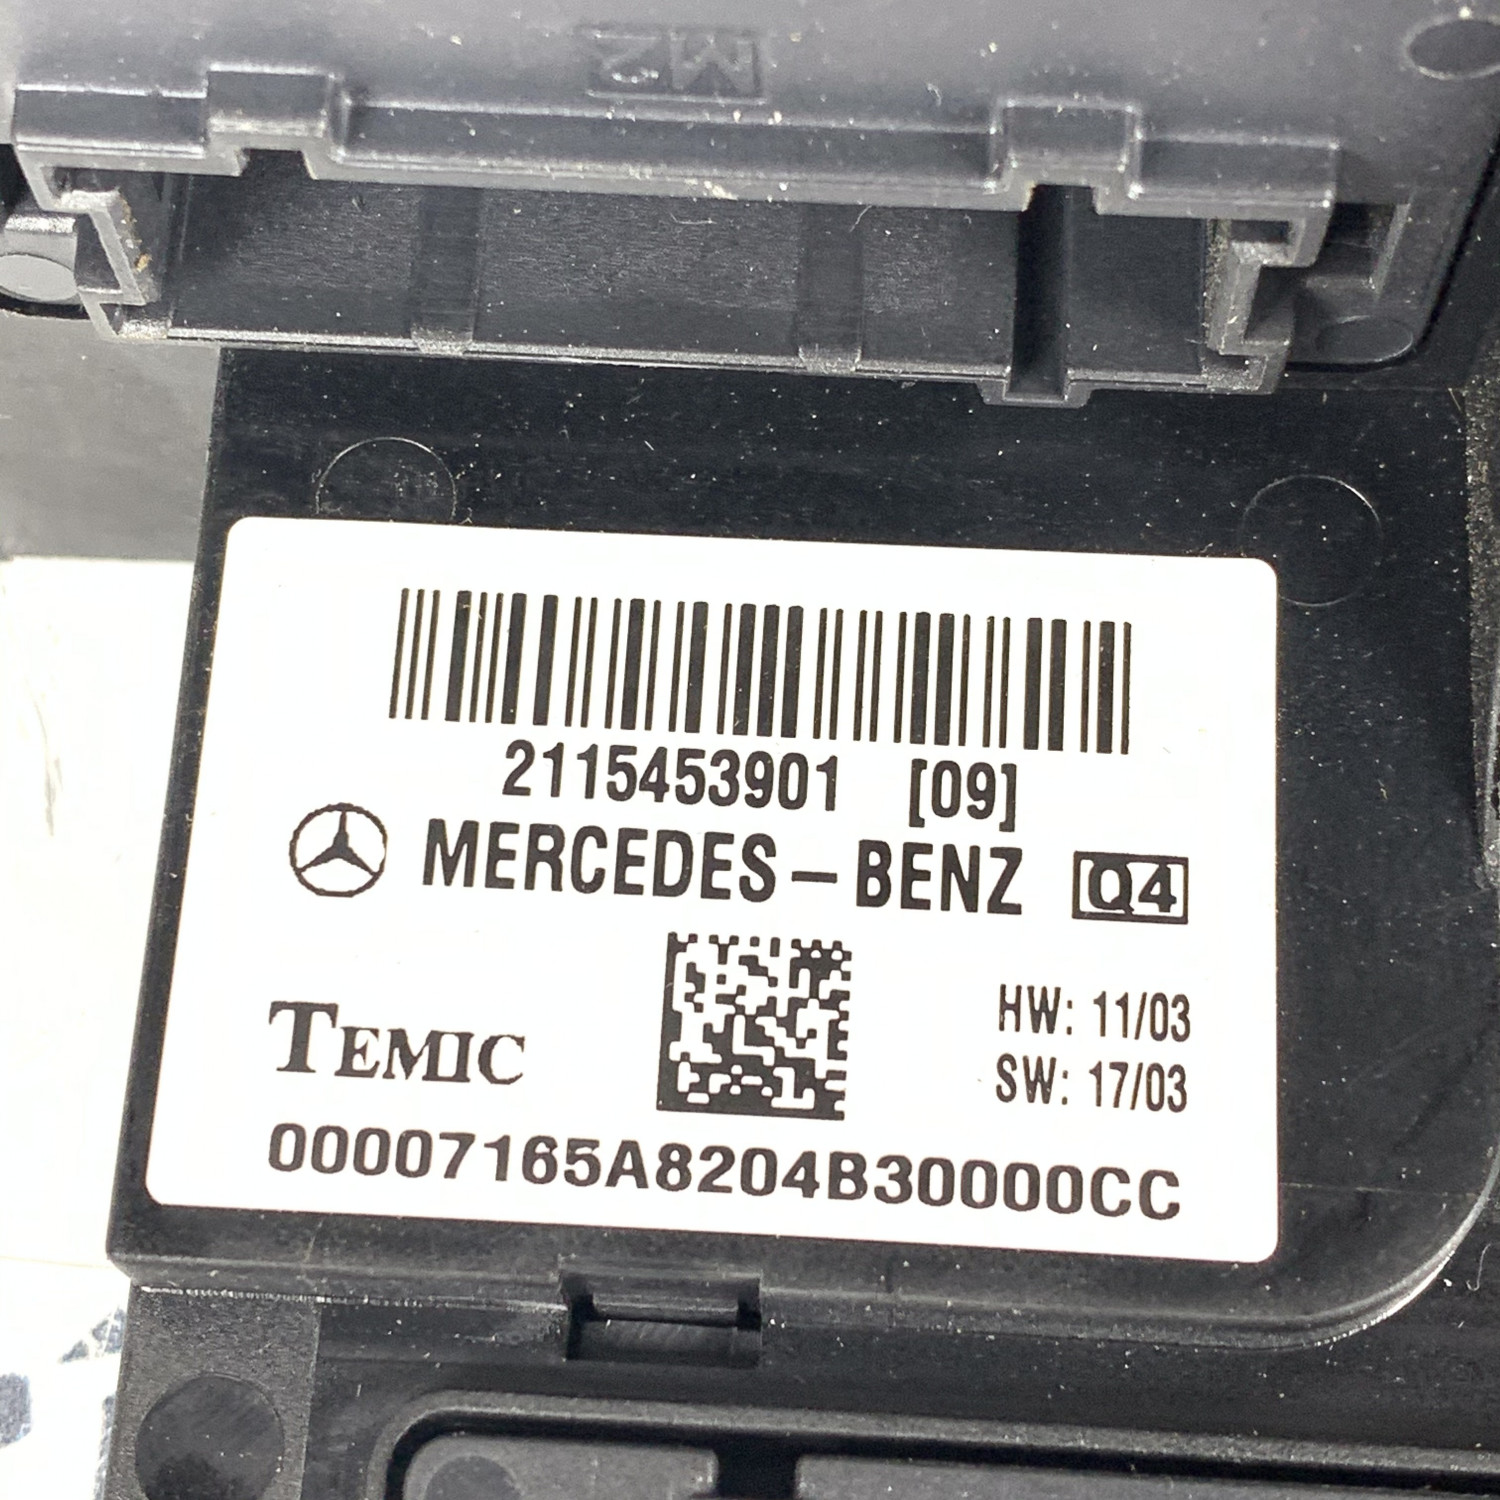 M2
2115453901 [09]
MERCEDES-BENZ Q4
TEMIC
HW: 11/03
SW: 17/03
00007165A8204B30000CC